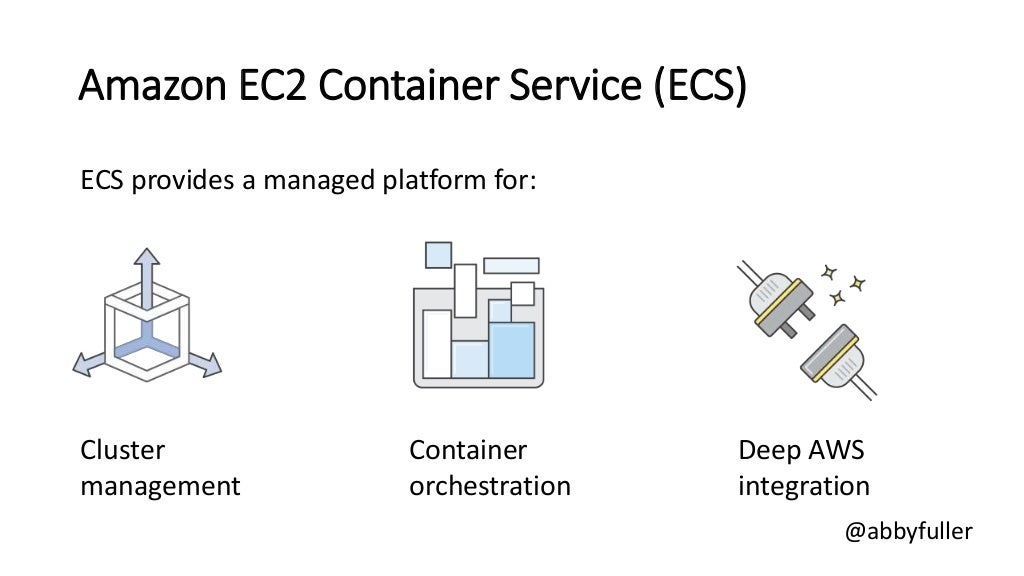 Amazon EC2 Container Service (ECS)
ECS provides a managed platform for:
Cluster
management
Container
orchestration
Deep AWS
integration
@abbyfuller